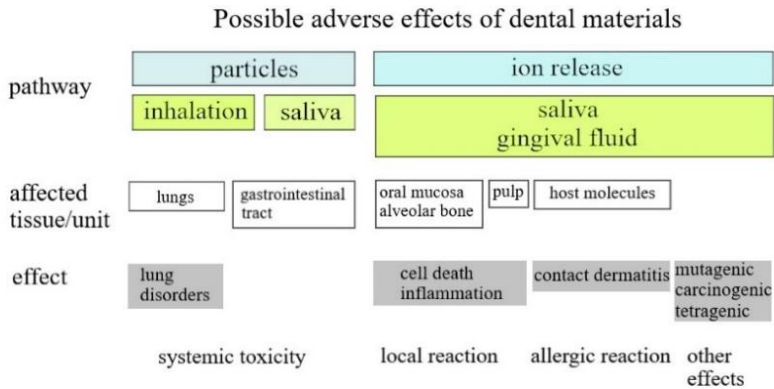 Possible adverse effects of dental materials
pathway
particles
ion release
inhalation
saliva
saliva
gingival fluid
affected
tissue/unit
lungs
gastrointestinal
tract
oral mucosa
alveolar bone
pulp
host molecules
effect
lung
disorders
cell death
inflammation
contact dermatitis
mutagenic
carcinogenic
tetragenic
systemic toxicity
local reaction
allergic reaction
other
effects